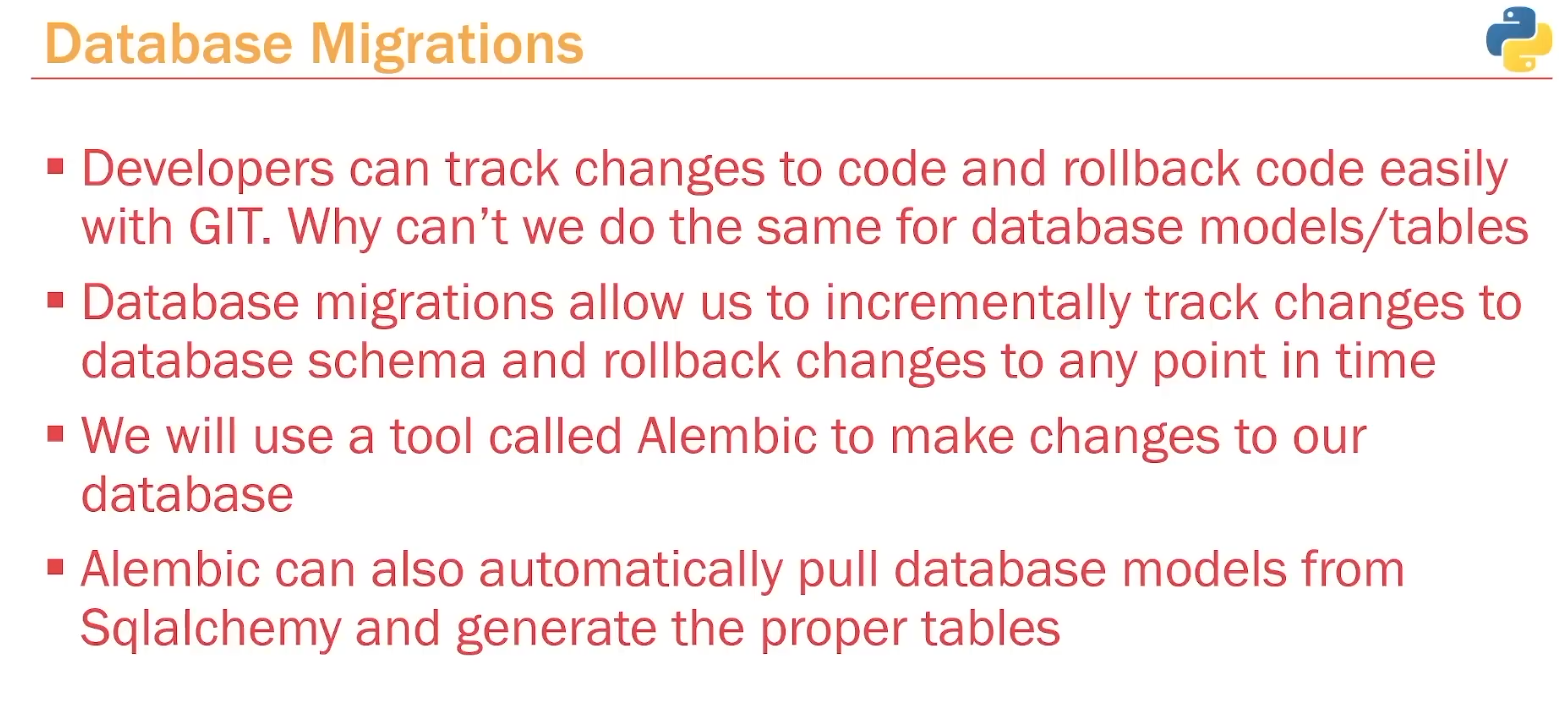 Database Migrations
▪ Developers can track changes to code and rollback code easily
with GIT. Why can’t we do the same for database models/tables
▪ Database migrations allow us to incrementally track changes to
database schema and rollback changes to any point in time
▪ We will use a tool called Alembic to make changes to our
database
▪ Alembic can also automatically pull database models from
Sqlalchemy and generate the proper tables